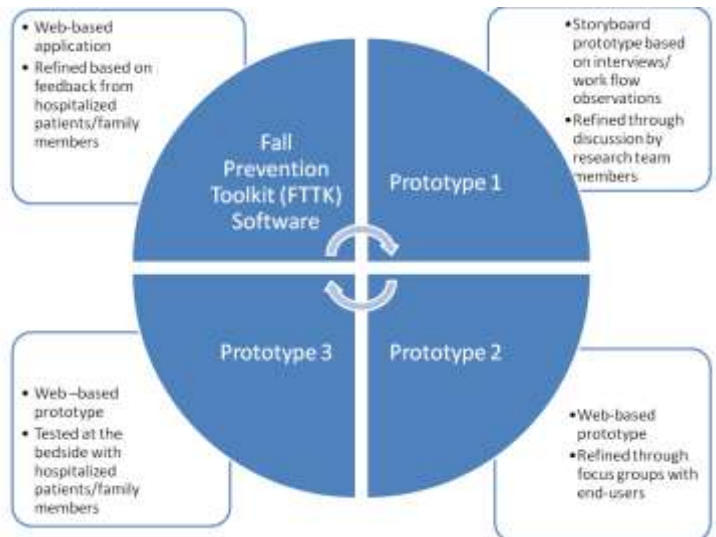 • Web-based
application
• Refined based on
feedback from
hospitalized
patients/family
members
•Storyboard
prototype based
on interviews/
work flow
observations
•Refined through
discussion by
research team
members
Fall
Prevention
Toolkit (FTTK)
Software
Prototype 1
Prototype 3
Prototype 2
• Web –based
prototype
• Tested at the
bedside with
hospitalized
patients/family
members
•Web-based
prototype
•Refined through
focus groups with
end-users